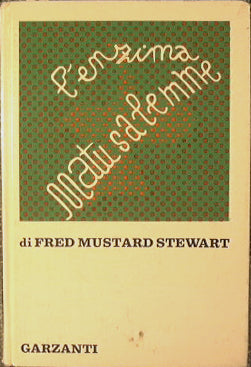 l'enzima
Matusalemme
di FRED MUSTARD STEWART
GARZANTI